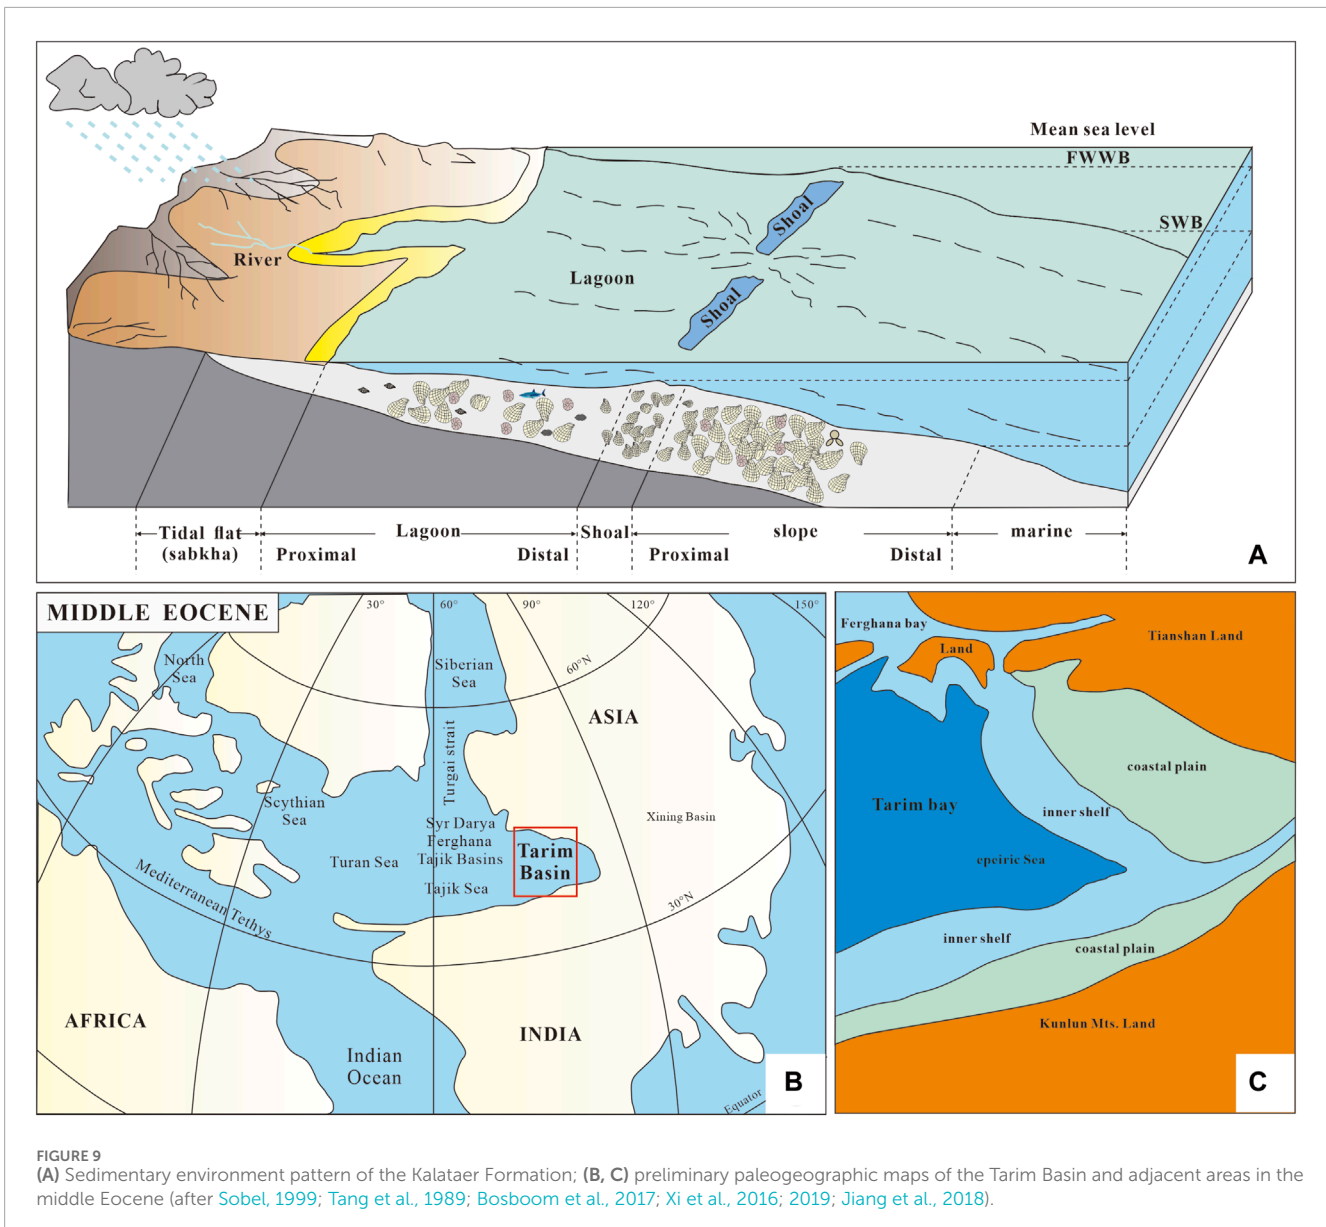 Mean sea level
FWWB
SWB
River
Lagoon
Shoal
Shoal
Tidal flat
(sabkha)
Lagoon
Proximal
Distal
Shoal
slope
Proximal
Distal
marine
A
MIDDLE EOCENE
30°
60°
90°
120°
150°
North
Sea
Siberian
Sea
60°N
ASIA
Turgai strait
Scythian
Sea
Syr Darya
Ferghana
Tajik Basins
Turan Sea
Tajik Sea
Tarim
Basin
Xining Basin
30°N
Mediterranean Tethys
AFRICA
INDIA
Indian
Ocean
Equator
B
Ferghana bay
Land
Tianshan Land
coastal plain
Tarim bay
inner shelf
epeiric Sea
inner shelf
coastal plain
Kunlun Mts. Land
C
FIGURE 9
(A) Sedimentary environment pattern of the Kalataer Formation; (B, C) preliminary paleogeographic maps of the Tarim Basin and adjacent areas in the
middle Eocene (after Sobel, 1999; Tang et al., 1989; Bosboom et al., 2017; Xi et al., 2016; 2019; Jiang et al., 2018).